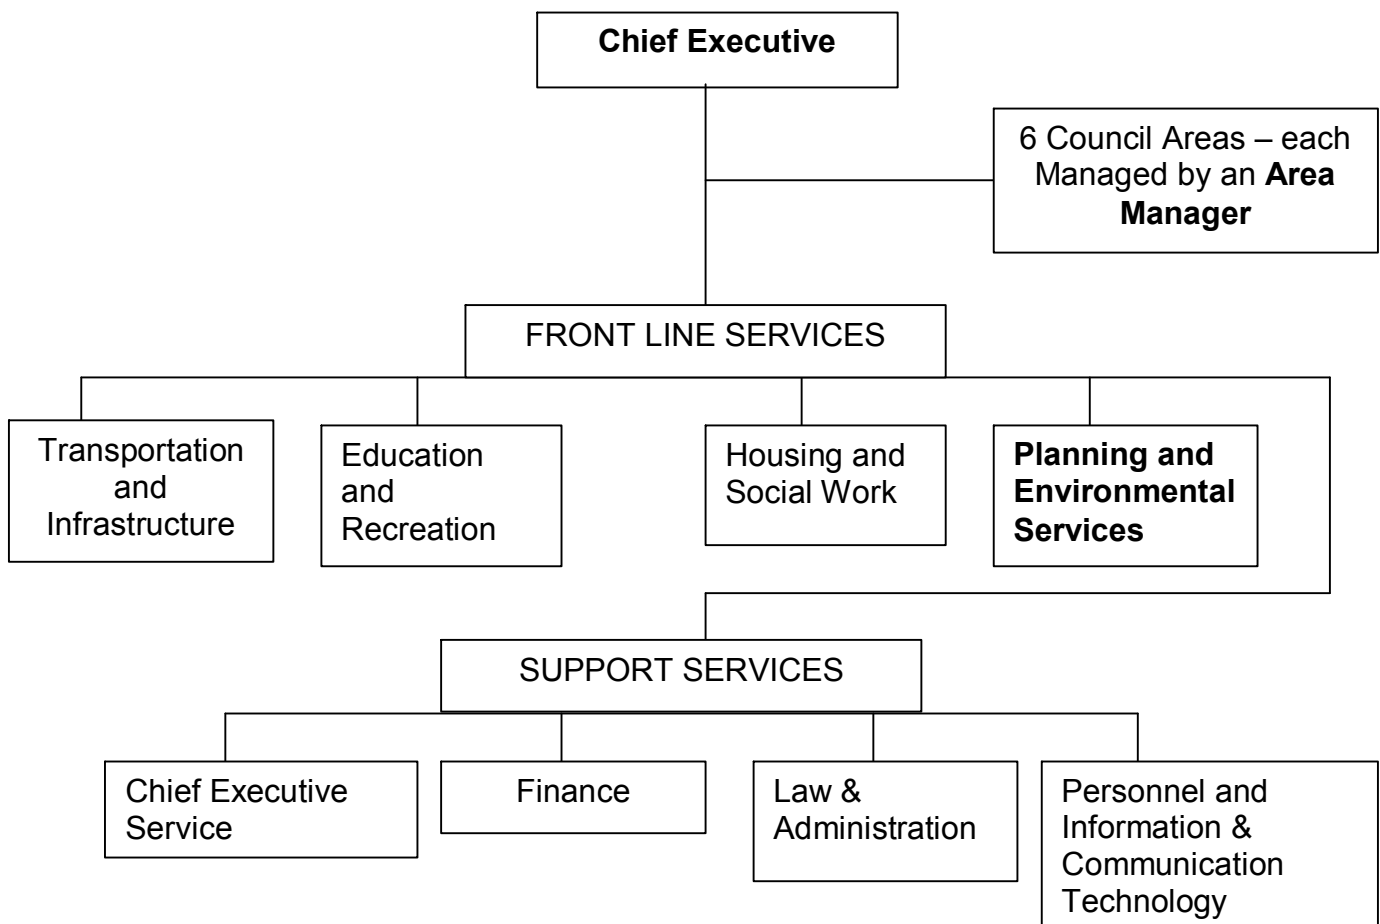 Chief Executive
6 Council Areas – each
Managed by an Area
Manager
FRONT LINE SERVICES
Transportation
and
Infrastructure
Education
and
Recreation
Housing and
Social Work
Planning and
Environmental
Services
SUPPORT SERVICES
Chief Executive
Service
Finance
Law &
Administration
Personnel and
Information &
Communication
Technology